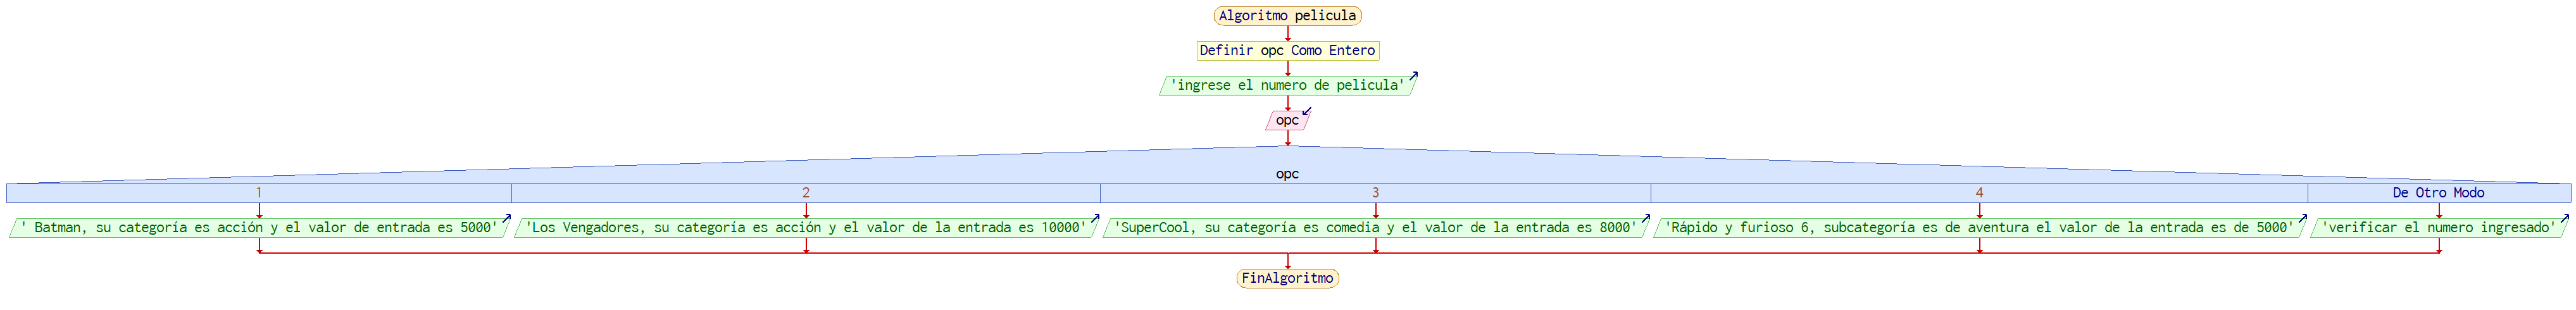 Algoritmo pelicula
Definir opc Como Entero
'ingrese el numero de pelicula'
opc
opc
1
2
3
4
De Otro Modo
' Batman, su categoría es acción y el valor de entrada es 5000'
'Los Vengadores, su categoría es acción y el valor de la entrada es 10000'
'SuperCool, su categoría es comedia y el valor de la entrada es 8000'
'Rápido y furioso 6, subcategoría es de aventura el valor de la entrada es de 5000'
'verificar el numero ingresado'
FinAlgoritmo